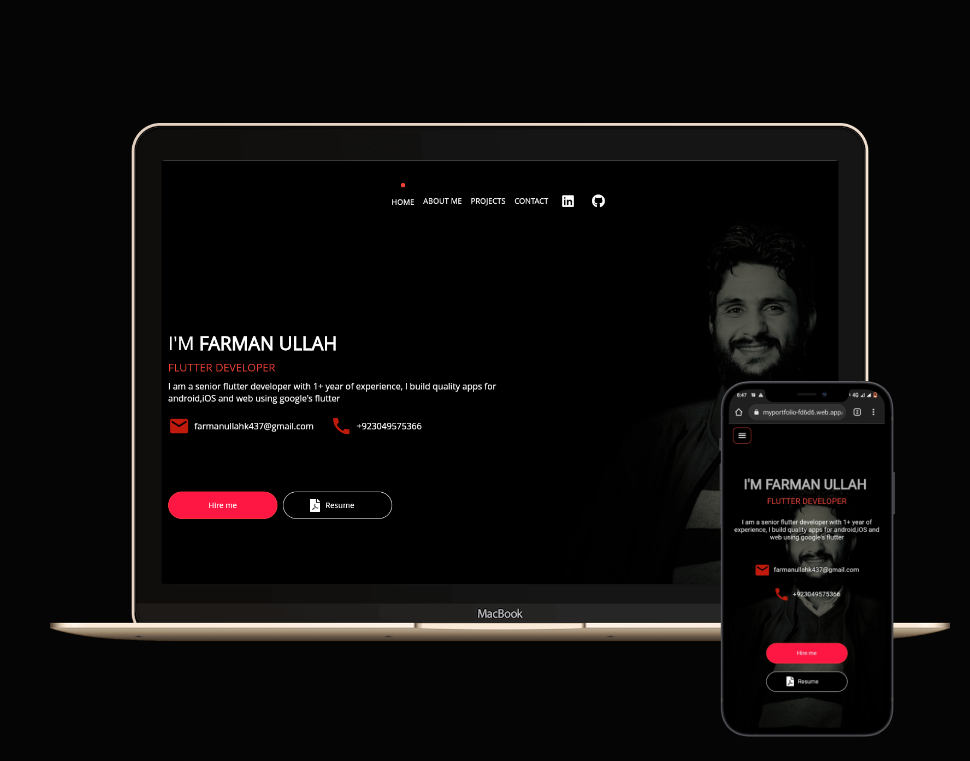 HOME ABOUT ME PROJECTS CONTACT
I'M FARMAN ULLAH
FLUTTER DEVELOPER
I am a senior flutter developer with 1+ year of experience, I build quality apps for
android,iOS and web using google's flutter
farmanullahk437@gmail.com +923049575366
Hire me Resume
MacBook
8:47 4G
myportfolio-fd6d6.web.app
I'M FARMAN ULLAH
FLUTTER DEVELOPER
I am a senior flutter developer with 1+ year of
experience, I build quality apps for android,iOS and
web using google's flutter
farmanullahk437@gmail.com
+923049575366
Hire me
Resume